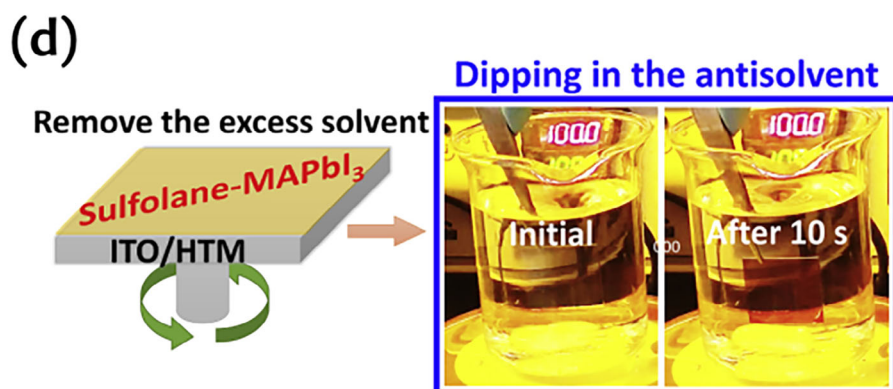 (d)
Dipping in the antisolvent
Remove the excess solvent
Sulfolane-MAPbI₃
ITO/HTM
100.0
Initial
100.0
After 10 s